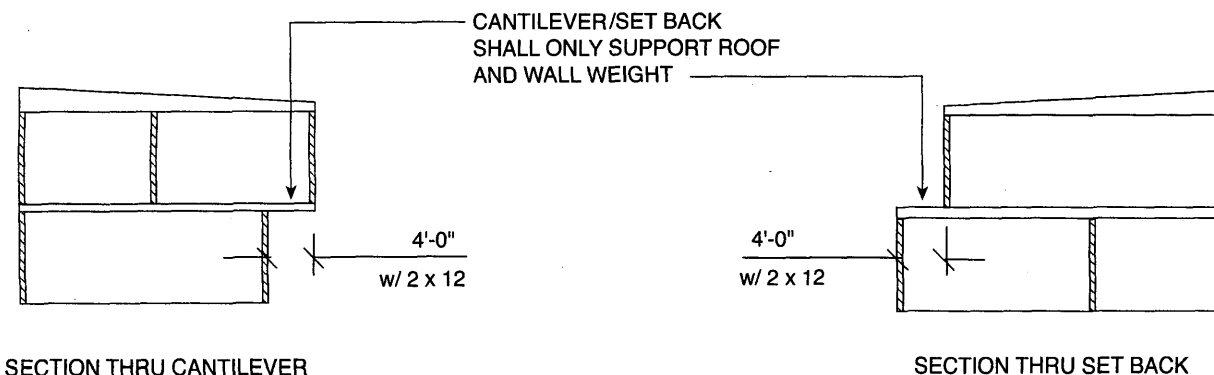 CANTILEVER/SET BACK
SHALL ONLY SUPPORT ROOF
AND WALL WEIGHT
4'-0"
w/ 2 x 12
4'-0"
w/ 2 x 12
SECTION THRU CANTILEVER
SECTION THRU SET BACK